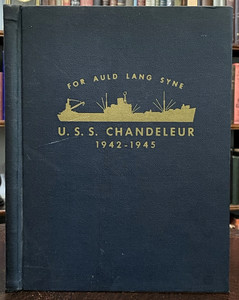 FOR AULD LANG SYNE
U.S.S. CHANDELEUR
1942-1945